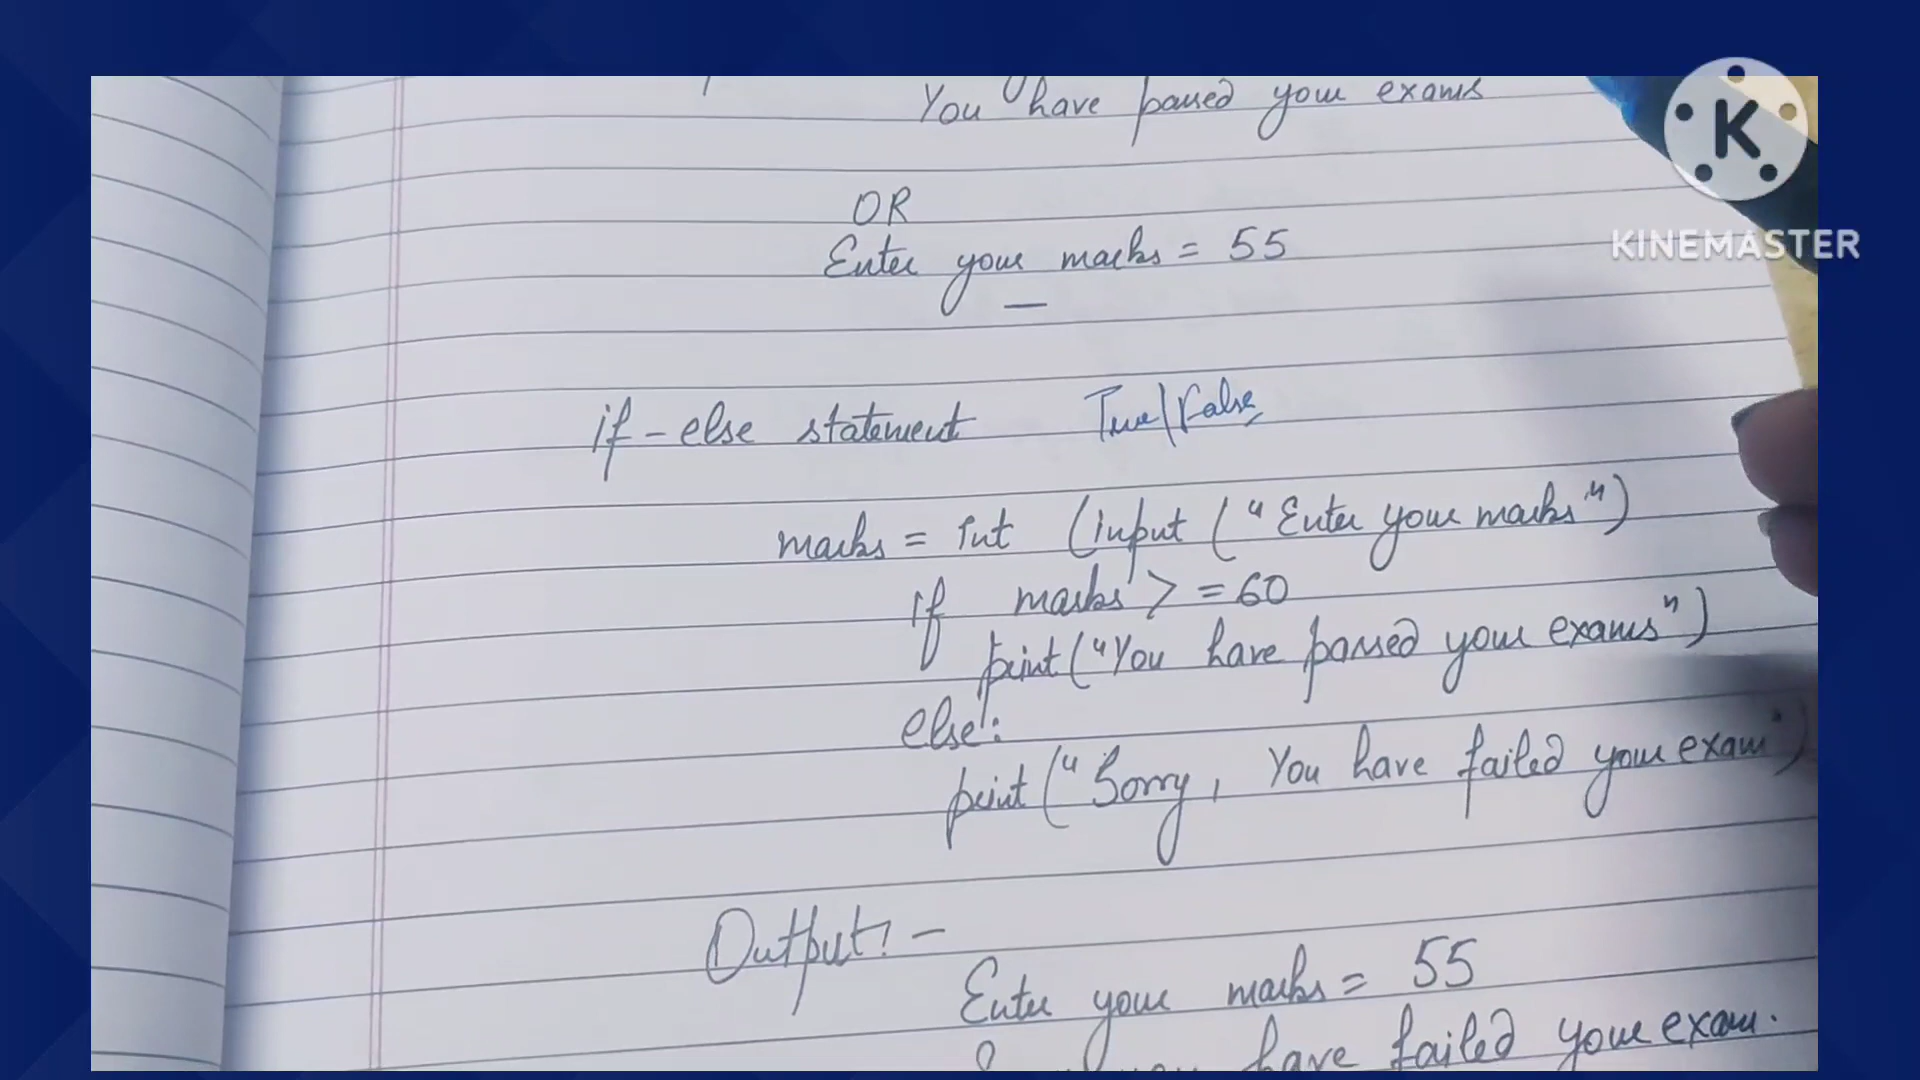 You have passed your exams
OR
Enter your marks = 55
—
if-else statement True/False
marks = int (input ("Enter your marks")
if marks >= 60
print("You have passed your exams")
else:
print("Sorry, You have failed your exam")
Output:-
Enter your marks = 55
have failed your exam.
K
KINEMASTER